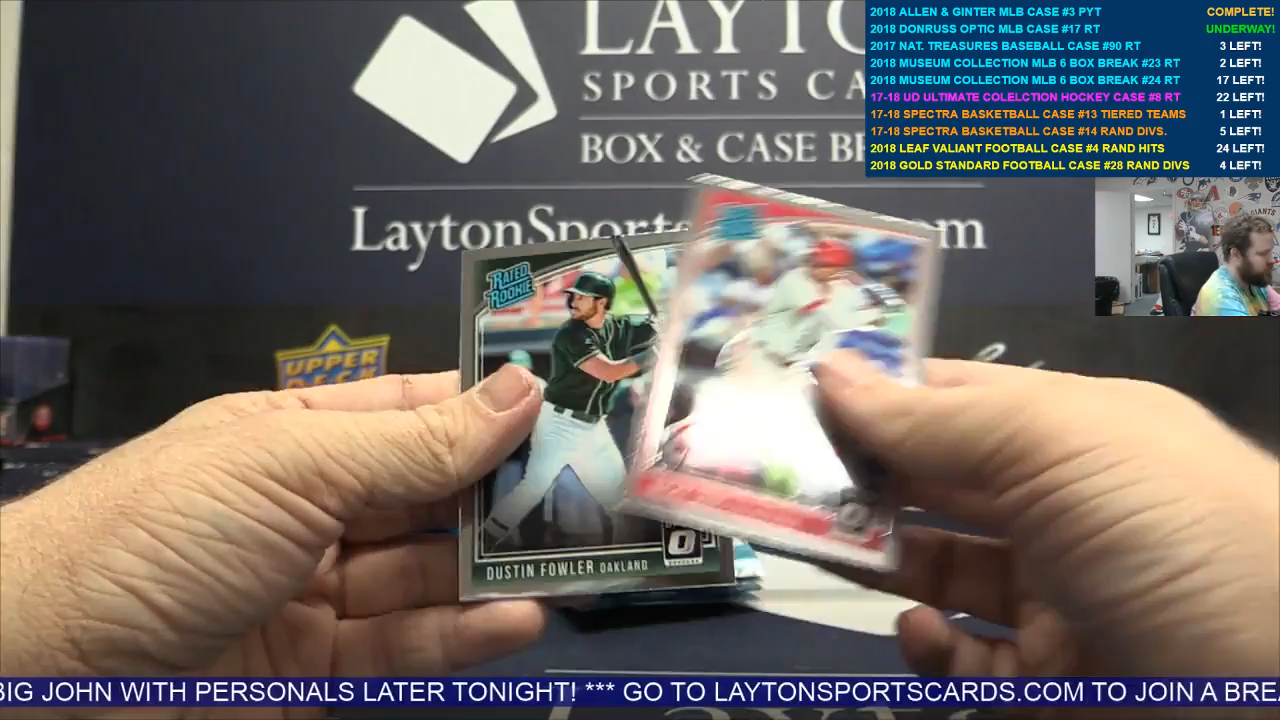 2018 ALLEN & GINTER MLB CASE #3 PYT COMPLETE!
2018 DONRUSS OPTIC MLB CASE #17 RT UNDERWAY!
2017 NAT. TREASURES BASEBALL CASE #90 RT 3 LEFT!
2018 MUSEUM COLLECTION MLB 6 BOX BREAK #23 RT 2 LEFT!
2018 MUSEUM COLLECTION MLB 6 BOX BREAK #24 RT 17 LEFT!
17-18 UD ULTIMATE COLELCTION HOCKEY CASE #8 RT 22 LEFT!
17-18 SPECTRA BASKETBALL CASE #13 TIERED TEAMS 1 LEFT!
17-18 SPECTRA BASKETBALL CASE #14 RAND DIVS. 5 LEFT!
2018 LEAF VALIANT FOOTBALL CASE #4 RAND HITS 24 LEFT!
2018 GOLD STANDARD FOOTBALL CASE #28 RAND DIVS 4 LEFT!
LAYTO
SPORTS CA
BOX & CASE BR
LaytonSports om
RATED
ROOKIE
UPPER
DECK
DUSTIN FOWLER OAKLAND
BIG JOHN WITH PERSONALS LATER TONIGHT! *** GO TO LAYTONSPORTSCARDS.COM TO JOIN A BREA